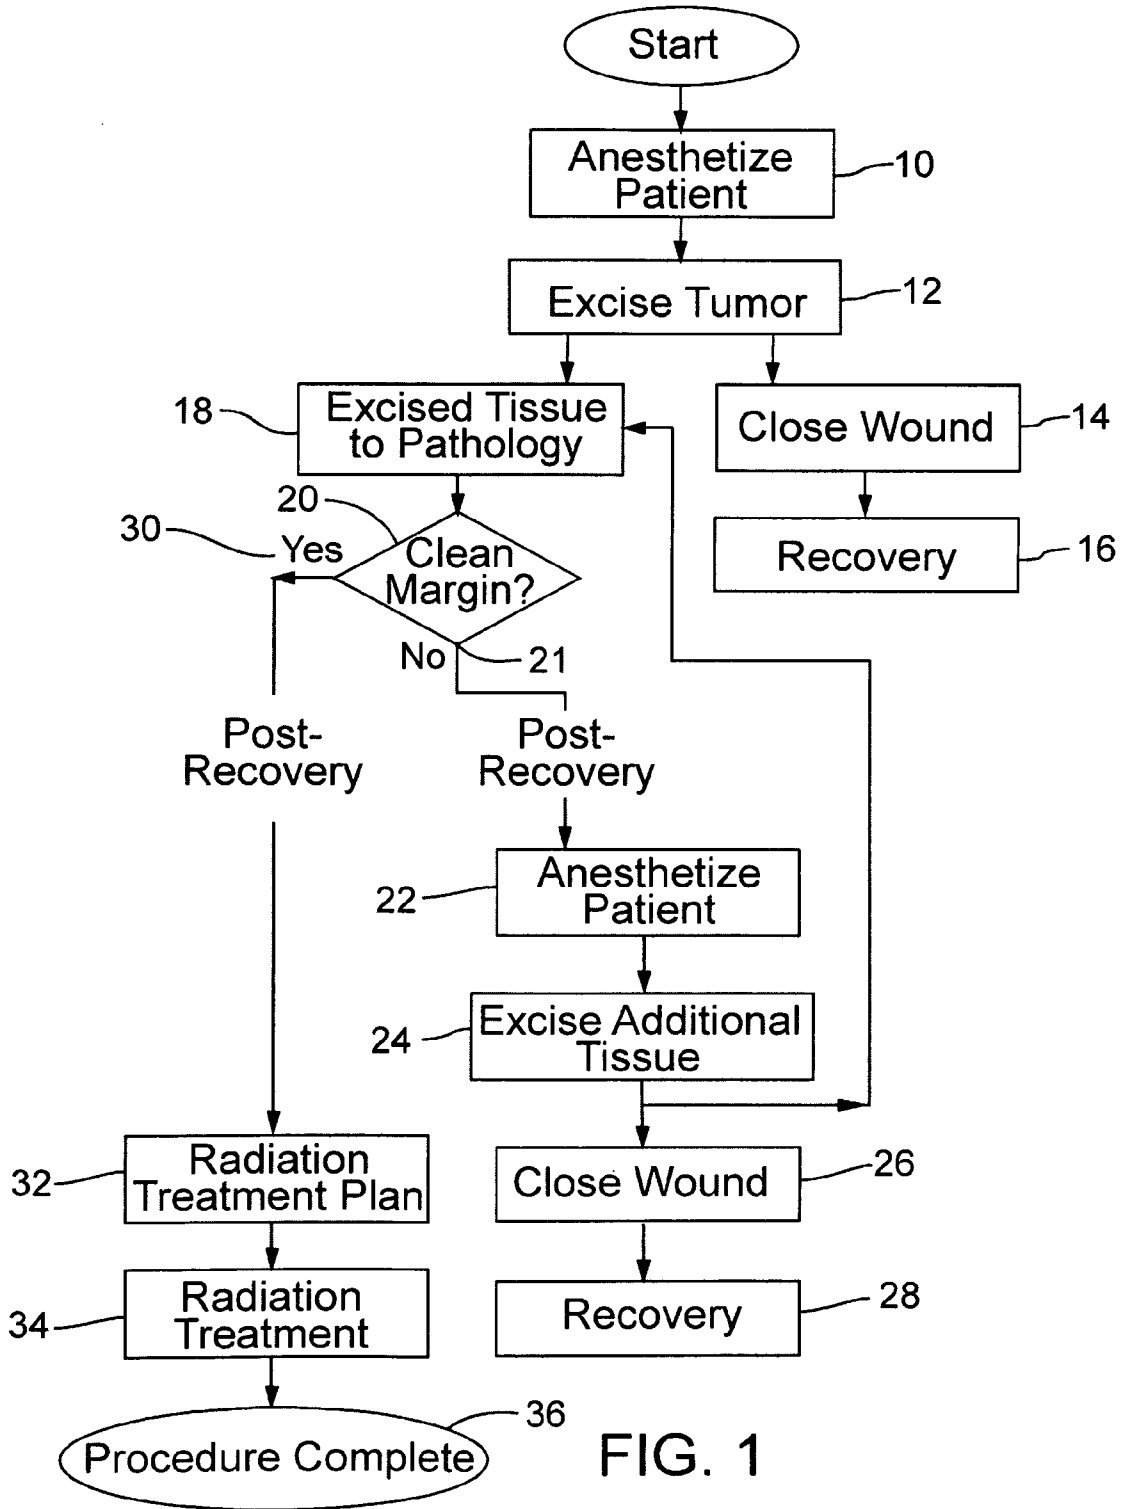 Start
Anesthetize
Patient
10
Excise Tumor
12
18
Excised Tissue
to Pathology
Close Wound
14
20
30
Yes
Clean
Margin?
Recovery
16
No
21
Post-
Recovery
Post-
Recovery
22
Anesthetize
Patient
24
Excise Additional
Tissue
32
Radiation
Treatment Plan
Close Wound
26
34
Radiation
Treatment
Recovery
28
Procedure Complete
36
FIG. 1